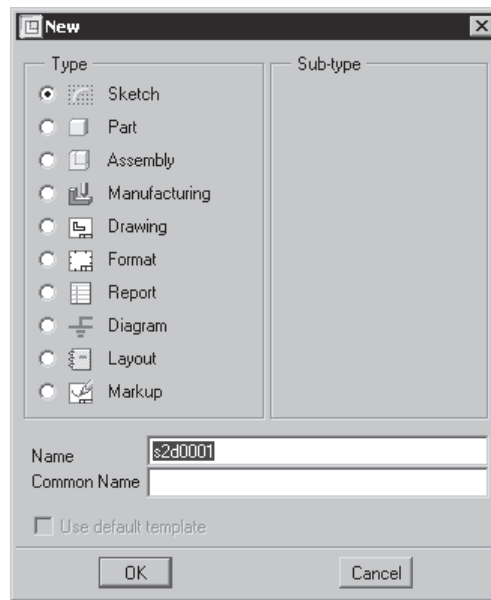 New
Type
Sub-type
Sketch
Part
Assembly
Manufacturing
Drawing
Format
Report
Diagram
Layout
Markup
Name s2d0001
Common Name
Use default template
OK Cancel